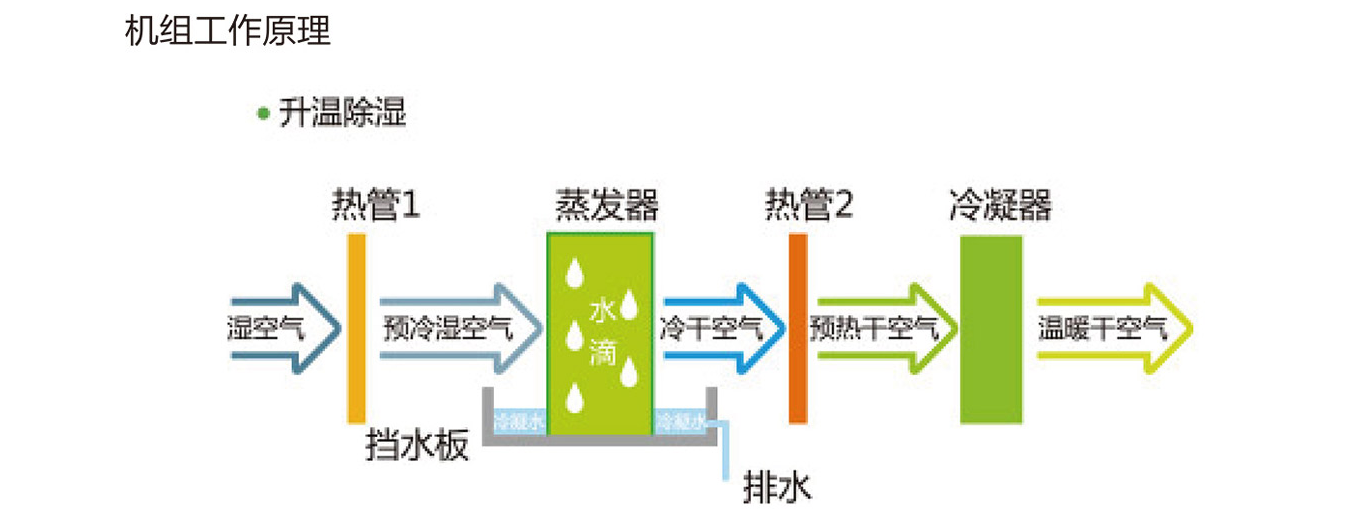 机组工作原理
• 升温除湿
热管1
蒸发器
热管2
冷凝器
湿空气
预冷湿空气
水
滴
冷干空气
预热干空气
温暖干空气
冷凝水
冷凝水
挡水板
排水